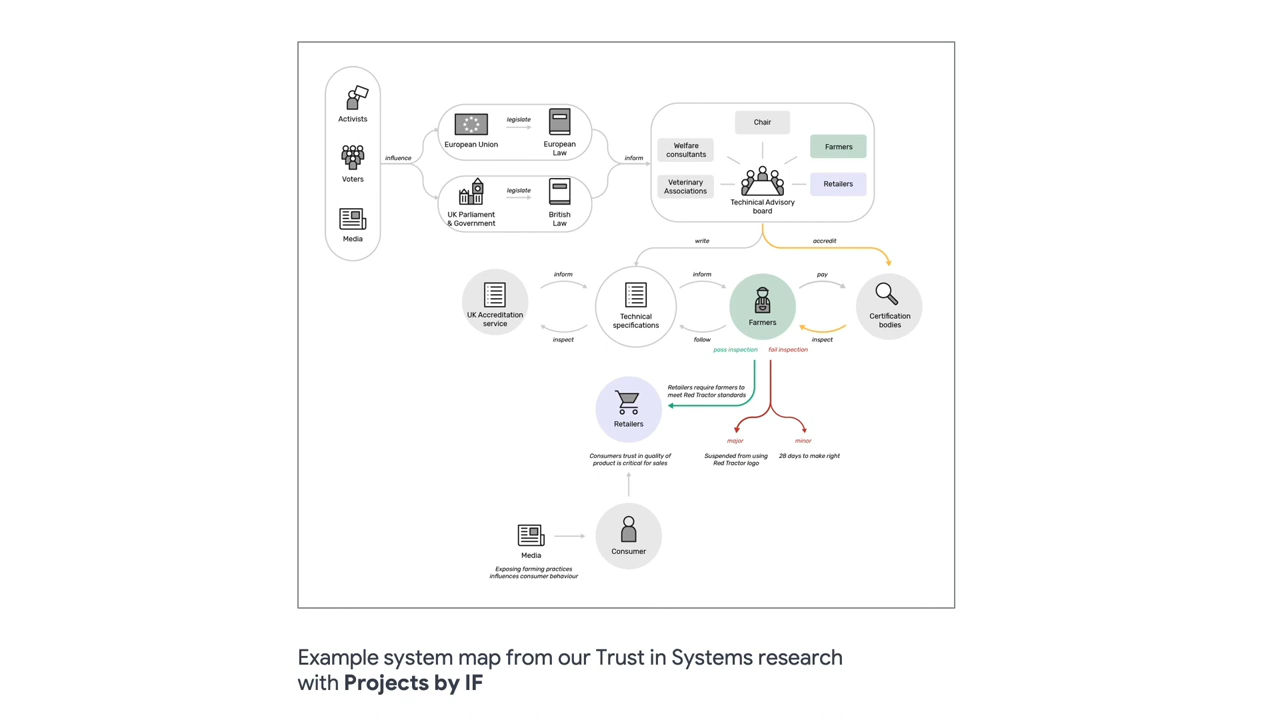 Activists
Voters
Media
influence
European Union
legislate
European
Law
UK Parliament
& Government
legislate
British
Law
inform
Chair
Welfare
consultants
Farmers
Veterinary
Associations
Retailers
Techinical Advisory
board
write
accredit
UK Accreditation
service
inform
inspect
Technical
specifications
inform
follow
Farmers
pay
inspect
Certification
bodies
pass inspection
fail inspection
Retailers require farmers to
meet Red Tractor standards
Retailers
major
minor
Consumers trust in quality of
product is critical for sales
Suspended from using
Red Tractor logo
28 days to make right
Media
Exposing farming practices
influences consumer behaviour
Consumer
Example system map from our Trust in Systems research
with Projects by IF